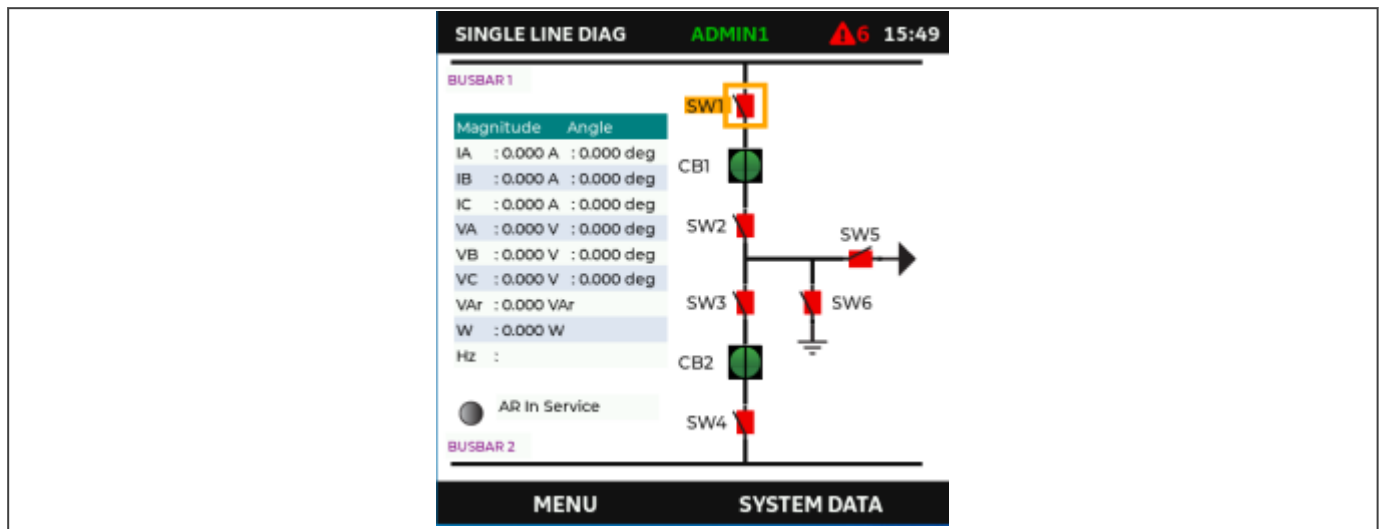 SINGLE LINE DIAG ADMIN1 6 15:49
BUSBAR 1
SW1
Magnitude Angle
IA : 0.000 A : 0.000 deg
IB : 0.000 A : 0.000 deg
IC : 0.000 A : 0.000 deg
VA : 0.000 V : 0.000 deg
VB : 0.000 V : 0.000 deg
VC : 0.000 V : 0.000 deg
VAr : 0.000 VAr
W : 0.000 W
Hz :
CB1
SW2
SW5
SW3
SW6
CB2
AR In Service
SW4
BUSBAR 2
MENU SYSTEM DATA